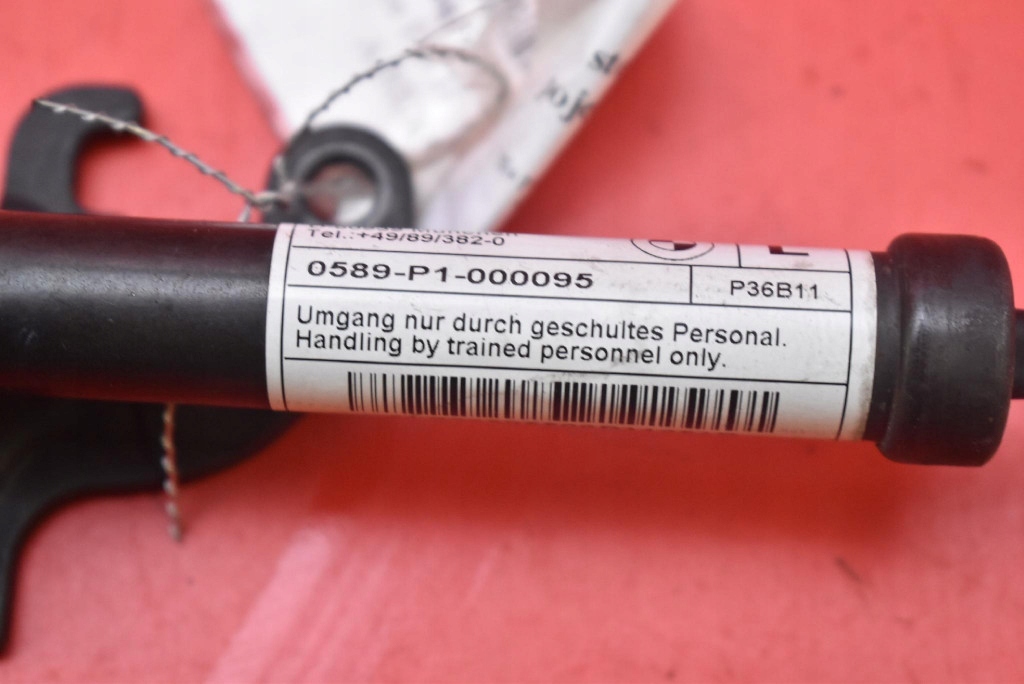 Tel.:+49/89/382-0
0589-P1-000095
P36B11
Umgang nur durch geschultes Personal.
Handling by trained personnel only.